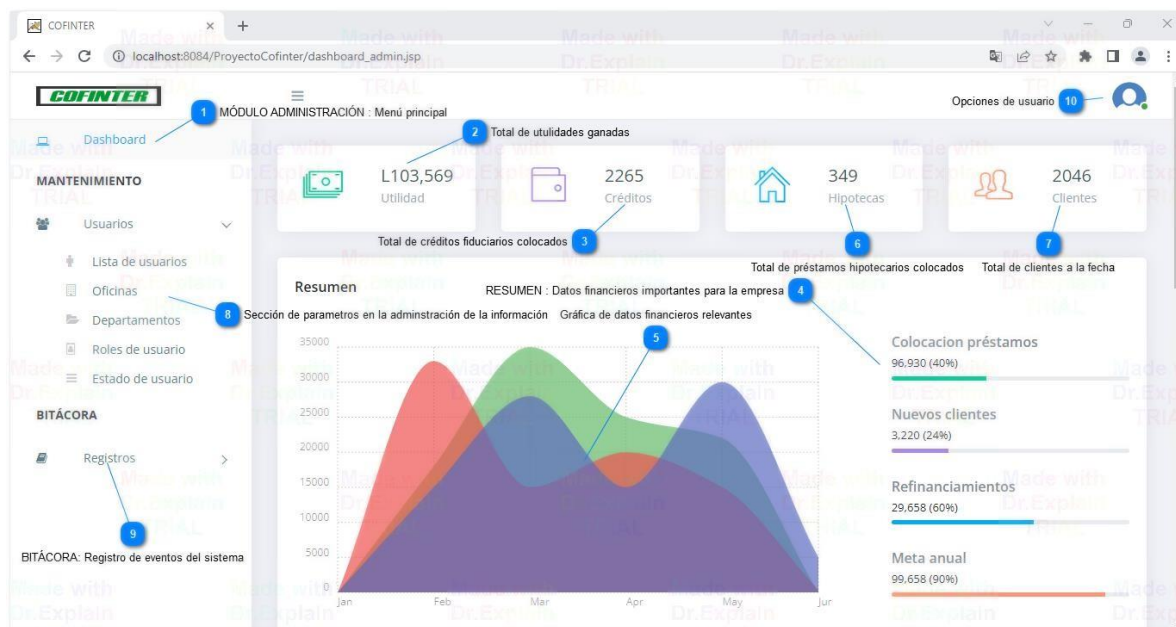 COFINTER
localhost:8084/ProyectoCofinter/dashboard_admin.jsp
COFINTER
1 MÓDULO ADMINISTRACIÓN : Menú principal
Opciones de usuario 10
Dashboard
2 Total de utulidades ganadas
MANTENIMIENTO
L103,569
Utilidad
2265
Créditos
349
Hipotecas
2046
Clientes
Usuarios
Total de créditos fiduciarios colocados 3
6
Total de préstamos hipotecarios colocados
7
Total de clientes a la fecha
Lista de usuarios
Oficinas
Departamentos
Roles de usuario
Estado de usuario
Resumen
RESUMEN : Datos financieros importantes para la empresa 4
8 Sección de parametros en la adminstración de la información
Gráfica de datos financieros relevantes
5
35000
30000
25000
20000
15000
10000
5000
0
Jan Feb Mar Apr May Jur
Colocacion préstamos
96,930 (40%)
Nuevos clientes
3,220 (24%)
Refinanciamientos
29,658 (60%)
Meta anual
99,658 (90%)
BITÁCORA
Registros
9
BITÁCORA: Registro de eventos del sistema
Made with
Dr.Explain
TRIAL